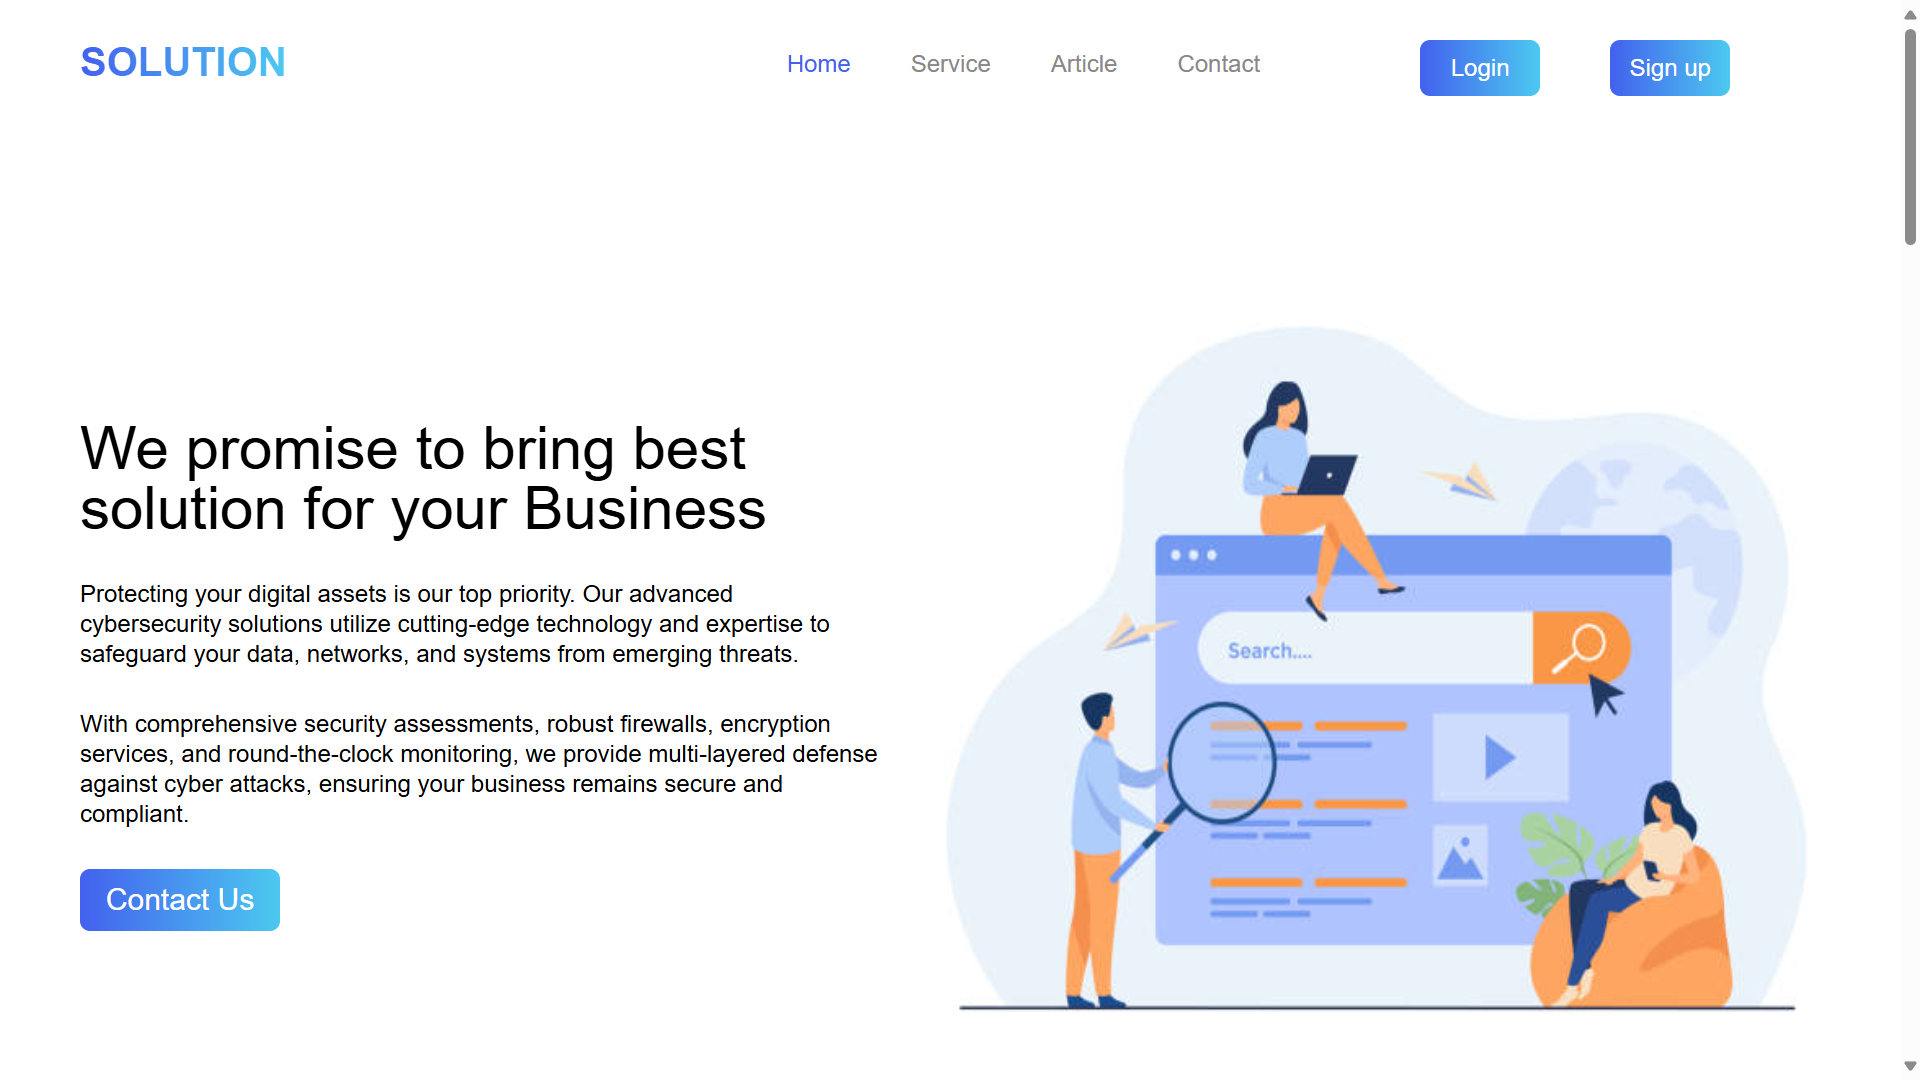 SOLUTION
Home Service Article Contact Login Sign up
We promise to bring best
solution for your Business
Protecting your digital assets is our top priority. Our advanced
cybersecurity solutions utilize cutting-edge technology and expertise to
safeguard your data, networks, and systems from emerging threats.
With comprehensive security assessments, robust firewalls, encryption
services, and round-the-clock monitoring, we provide multi-layered defense
against cyber attacks, ensuring your business remains secure and
compliant.
Contact Us
Search....